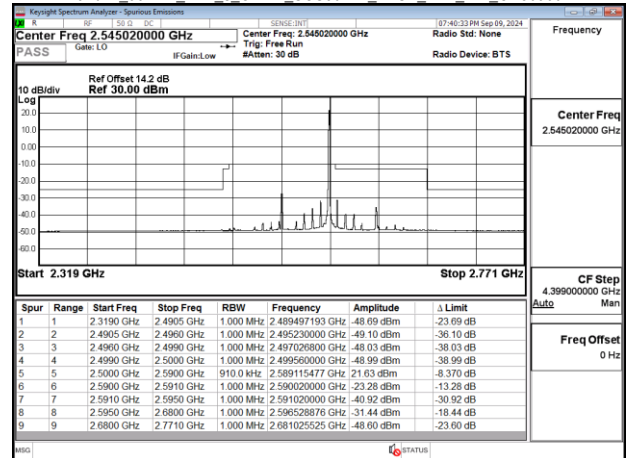 Keysight Spectrum Analyzer - Spurious Emissions
R RF 50 Ω DC SENSE:INT 07:40:33 PM Sep 09, 2024
Center Freq 2.545020000 GHz Center Freq: 2.545020000 GHz Radio Std: None Frequency
PASS Gate: LO Trig: Free Run
IFGain:Low #Atten: 30 dB Radio Device: BTS
Ref Offset 14.2 dB
10 dB/div Ref 30.00 dBm
Log
20.0
10.0
0.00
-10.0
-20.0
-30.0
-40.0
-50.0
-60.0
Center Freq
2.545020000 GHz
Start 2.319 GHz Stop 2.771 GHz
CF Step
4.399000000 GHz
Auto Man
Spur Range Start Freq Stop Freq RBW Frequency Amplitude Δ Limit
1 1 2.3190 GHz 2.4905 GHz 1.000 MHz 2.489497193 GHz -48.69 dBm -23.69 dB
2 2 2.4905 GHz 2.4960 GHz 1.000 MHz 2.495230000 GHz -49.10 dBm -36.10 dB
3 3 2.4960 GHz 2.4990 GHz 1.000 MHz 2.497026800 GHz -48.03 dBm -38.03 dB
4 4 2.4990 GHz 2.5000 GHz 1.000 MHz 2.499560000 GHz -48.99 dBm -38.99 dB
5 5 2.5000 GHz 2.5900 GHz 910.0 kHz 2.589115477 GHz 21.63 dBm -8.370 dB
6 6 2.5900 GHz 2.5910 GHz 1.000 MHz 2.590020000 GHz -23.28 dBm -13.28 dB
7 7 2.5910 GHz 2.5950 GHz 1.000 MHz 2.591020000 GHz -40.92 dBm -30.92 dB
8 8 2.5950 GHz 2.6800 GHz 1.000 MHz 2.596528876 GHz -31.44 dBm -18.44 dB
9 9 2.6800 GHz 2.7710 GHz 1.000 MHz 2.681025525 GHz -48.60 dBm -23.60 dB
Freq Offset
0 Hz
MSG STATUS